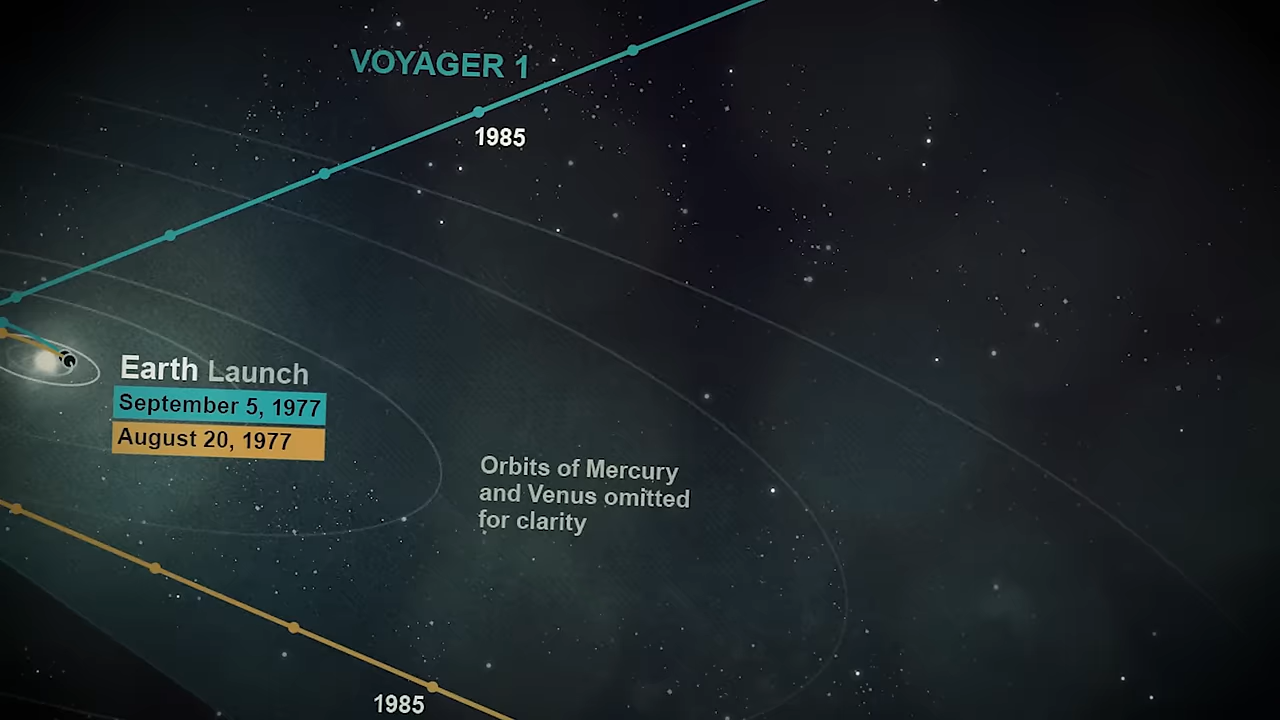 VOYAGER 1
1985
Earth Launch
September 5, 1977
August 20, 1977
Orbits of Mercury
and Venus omitted
for clarity
1985